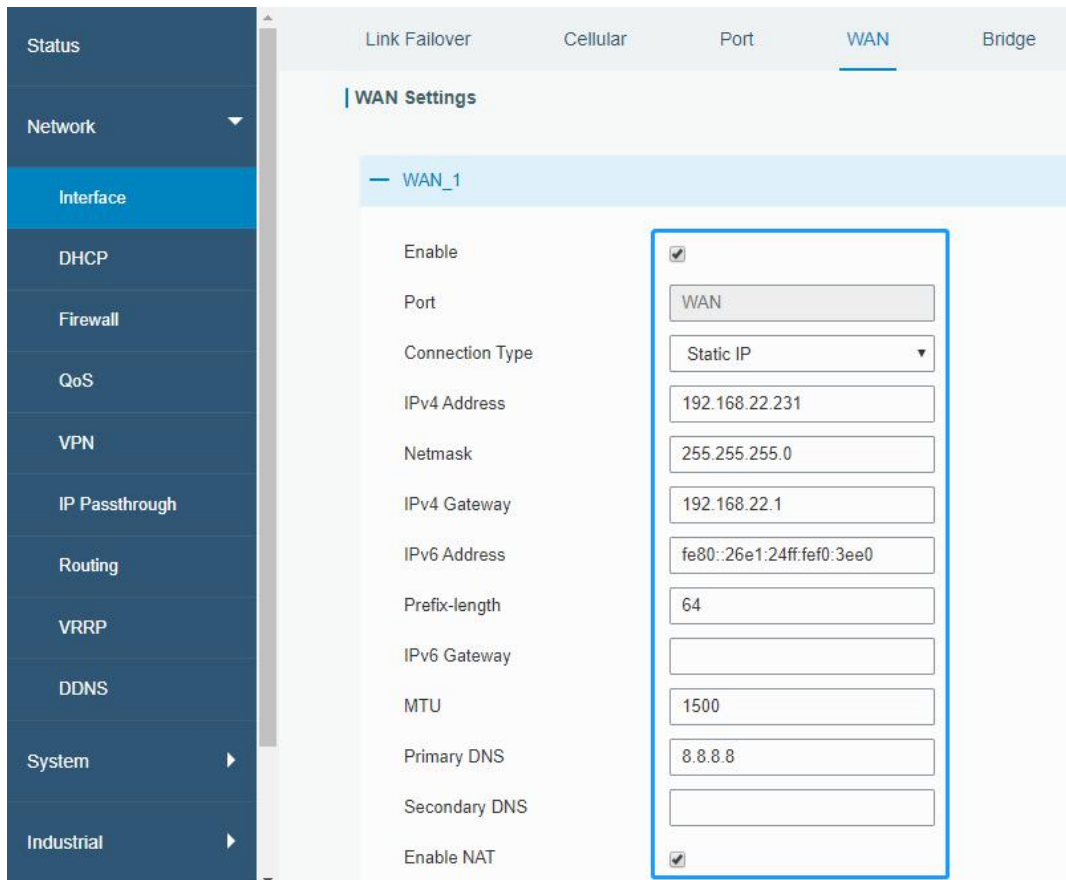 Status
Network
Interface
DHCP
Firewall
QoS
VPN
IP Passthrough
Routing
VRRP
DDNS
System
Industrial
Link Failover Cellular Port WAN Bridge
WAN Settings
WAN_1
Enable
Port WAN
Connection Type Static IP
IPv4 Address 192.168.22.231
Netmask 255.255.255.0
IPv4 Gateway 192.168.22.1
IPv6 Address fe80::26e1:24ff:fef0:3ee0
Prefix-length 64
IPv6 Gateway
MTU 1500
Primary DNS 8.8.8.8
Secondary DNS
Enable NAT